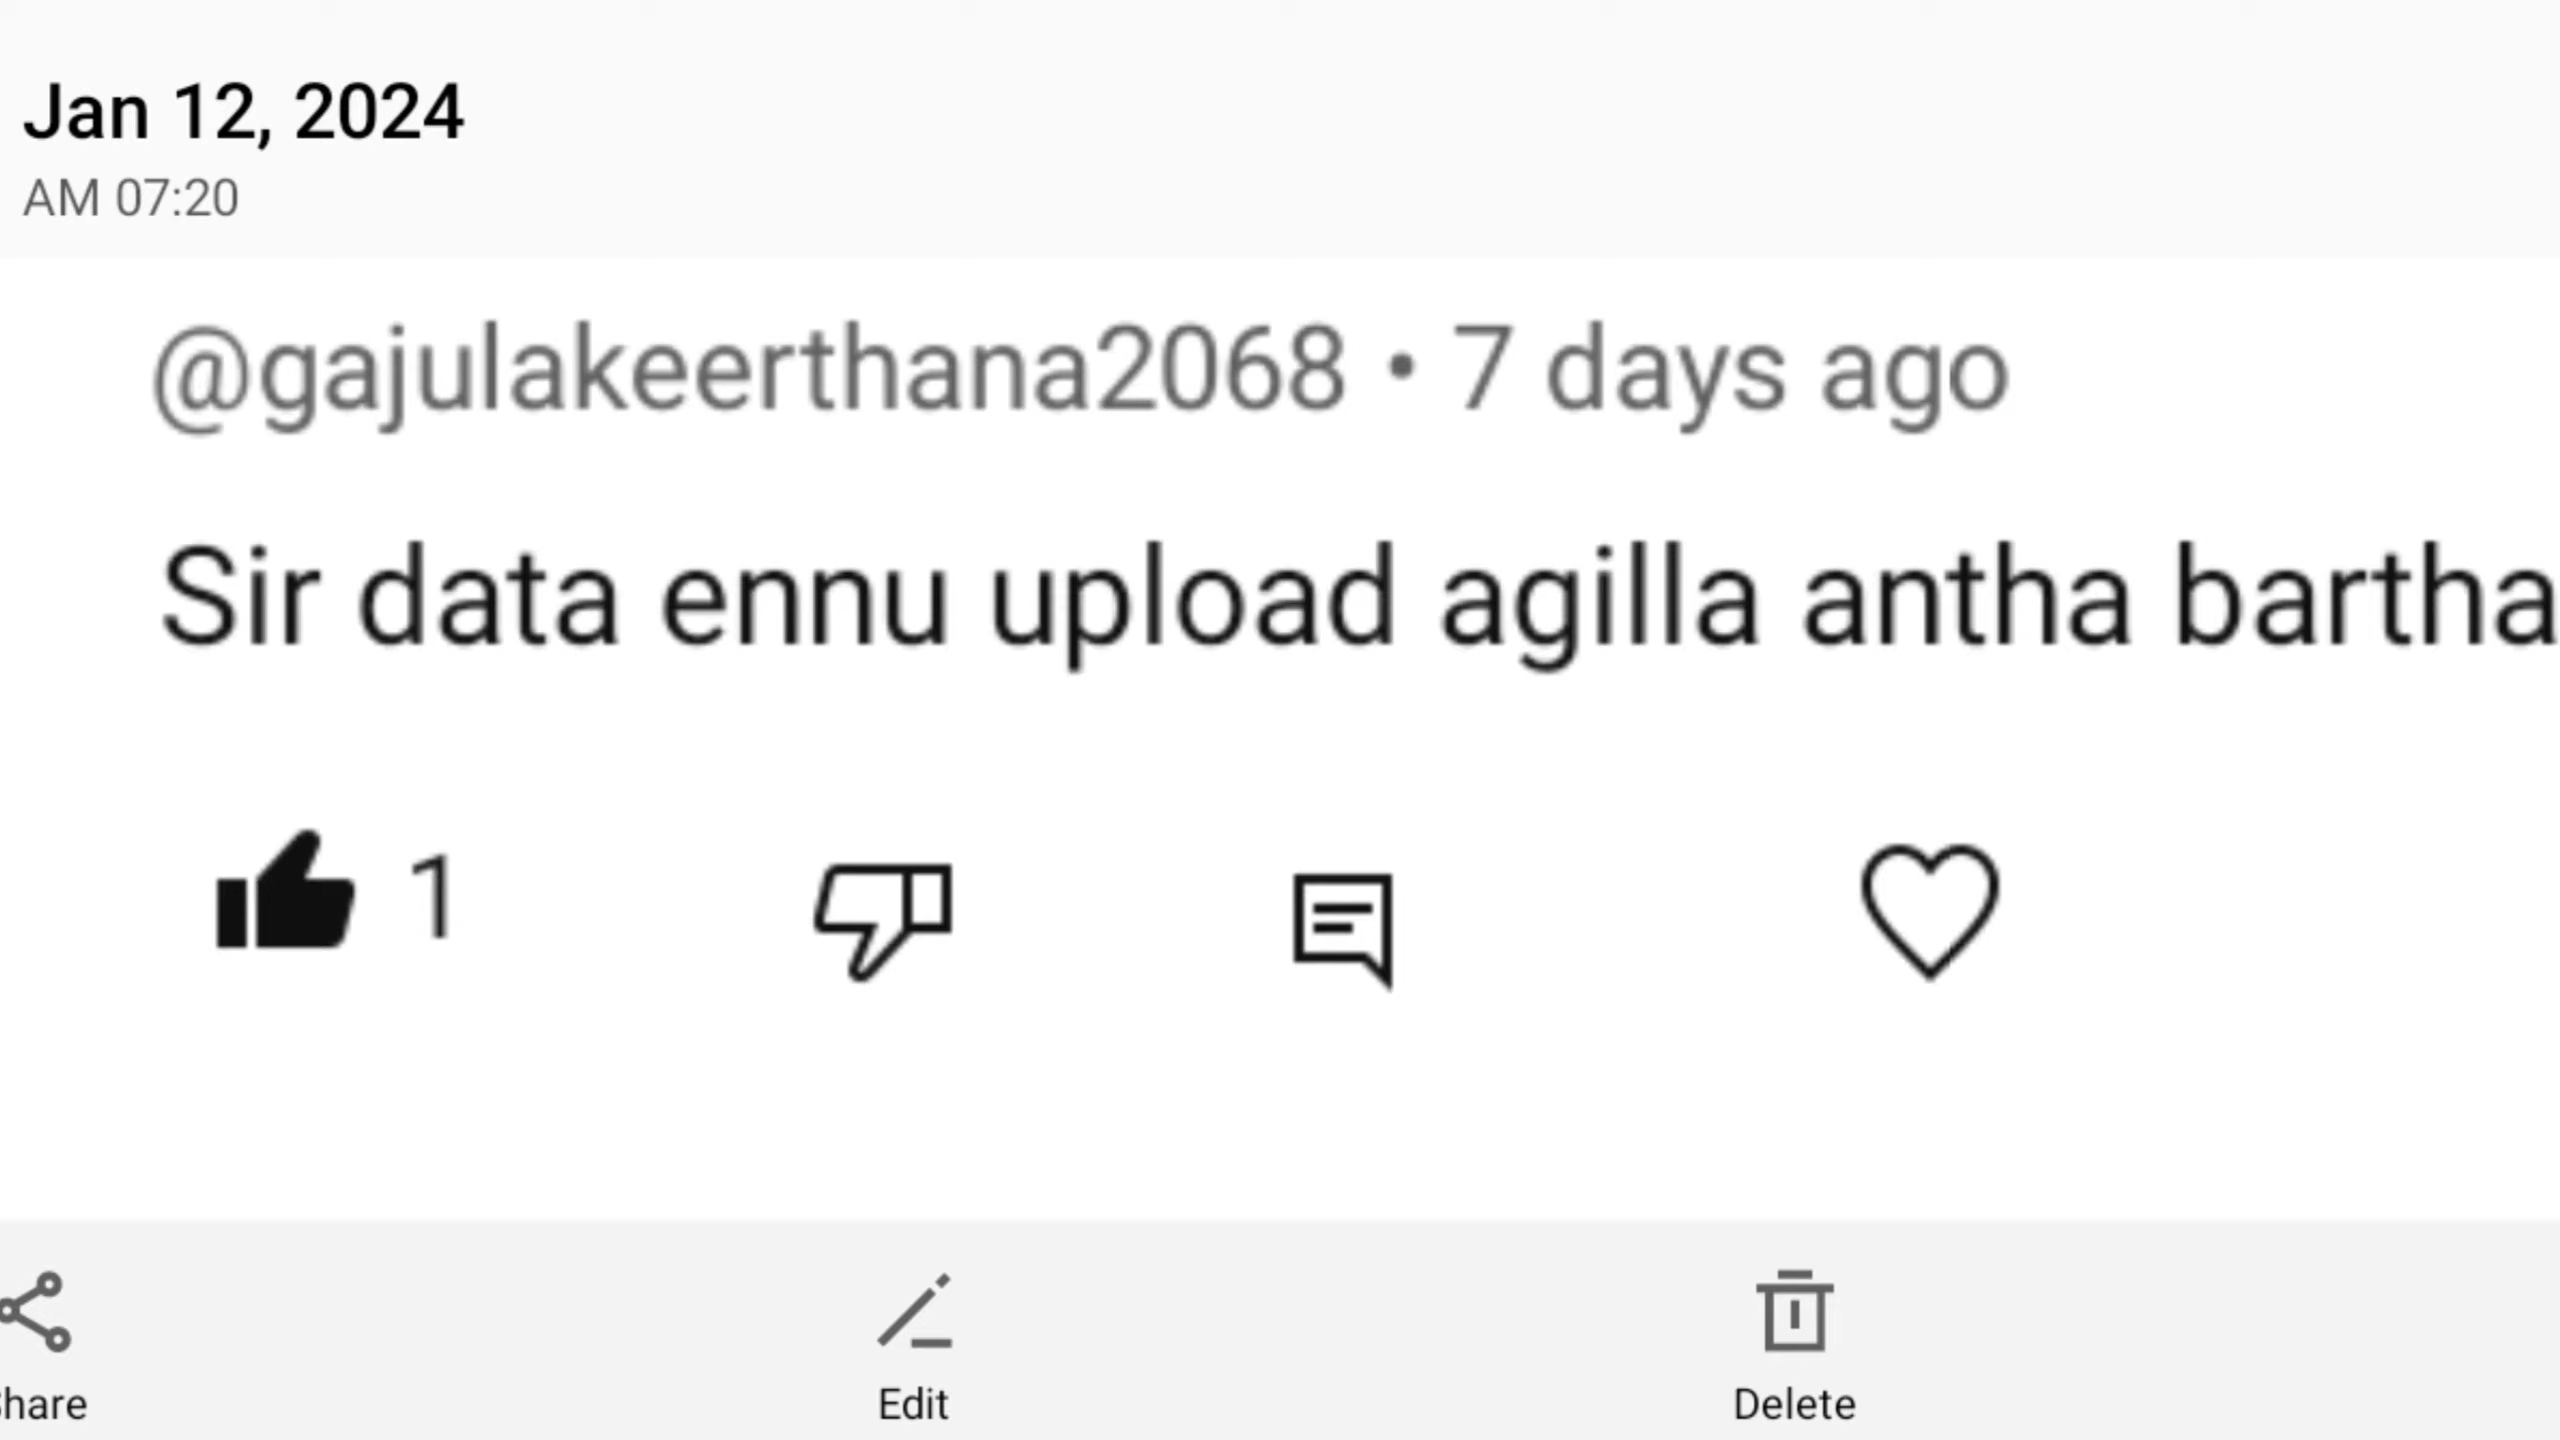 Jan 12, 2024
AM 07:20
@gajulakeerthana2068 • 7 days ago
Sir data ennu upload agilla antha bartha
1
hare
Edit
Delete